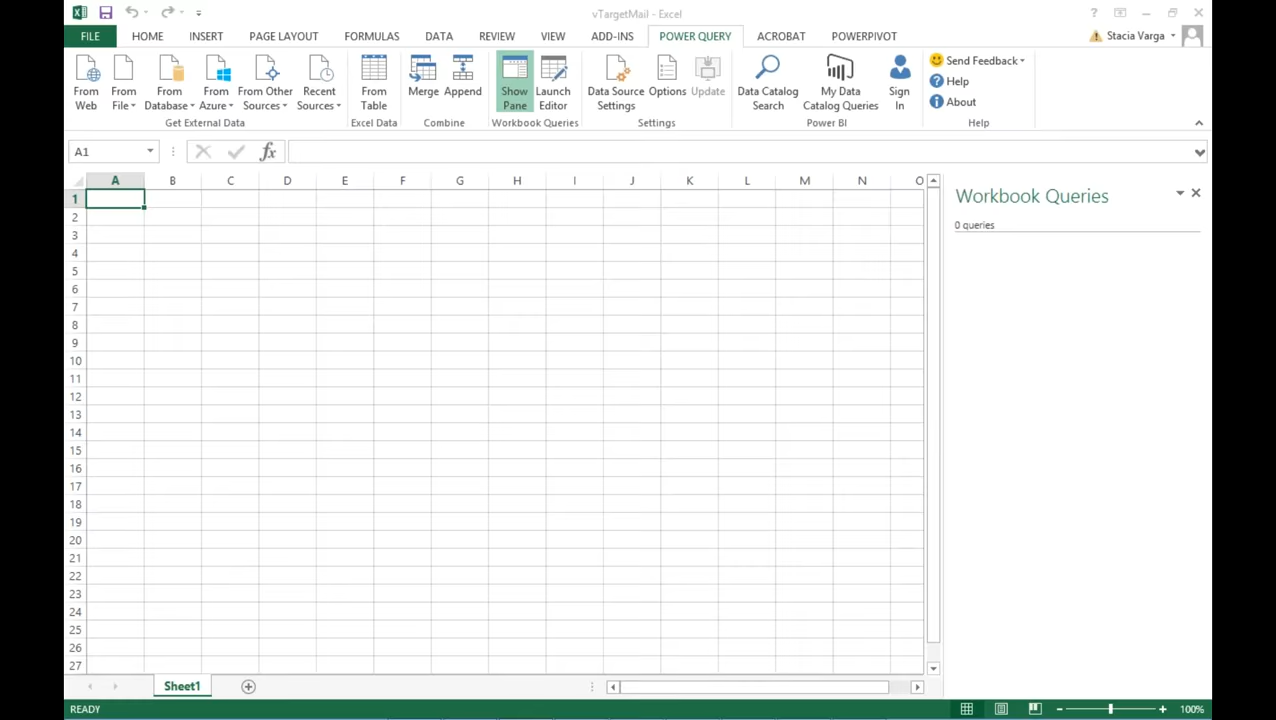 vTargetMail - Excel
FILE HOME INSERT PAGE LAYOUT FORMULAS DATA REVIEW VIEW ADD-INS POWER QUERY ACROBAT POWERPIVOT Stacia Varga
From Web
From File
From Database
From Azure
From Other Sources
Recent Sources
Get External Data
From Table
Excel Data
Merge
Append
Combine
Show Pane
Launch Editor
Workbook Queries
Data Source Settings
Options
Update
Settings
Data Catalog Search
My Data Catalog Queries
Sign In
Power BI
Send Feedback
Help
About
Help
A1 fx
A B C D E F G H I J K L M N O
1
2
3
4
5
6
7
8
9
10
11
12
13
14
15
16
17
18
19
20
21
22
23
24
25
26
27
Workbook Queries
0 queries
Sheet1
READY 100%